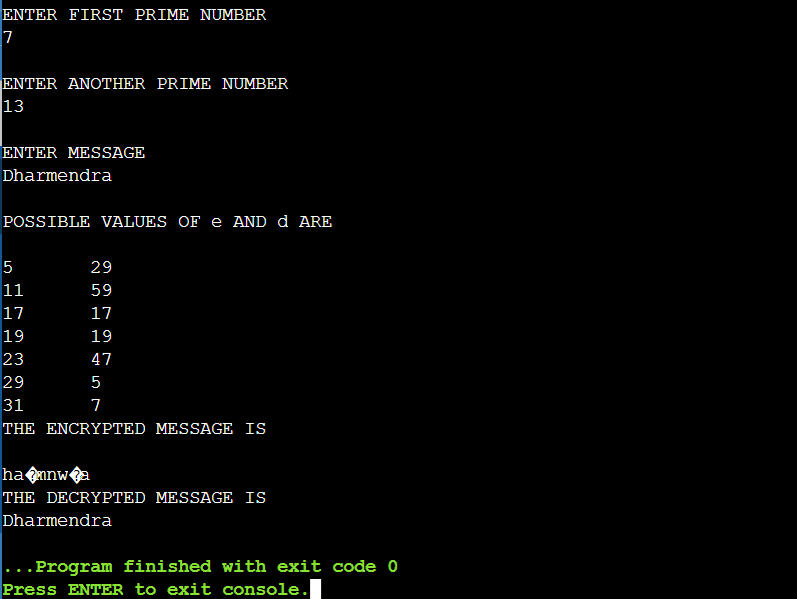 ENTER FIRST PRIME NUMBER
7
ENTER ANOTHER PRIME NUMBER
13
ENTER MESSAGE
Dharmendra
POSSIBLE VALUES OF e AND d ARE
5 29
11 59
17 17
19 19
23 47
29 5
31 7
THE ENCRYPTED MESSAGE IS
ha�mnw�a
THE DECRYPTED MESSAGE IS
Dharmendra
...Program finished with exit code 0
Press ENTER to exit console.